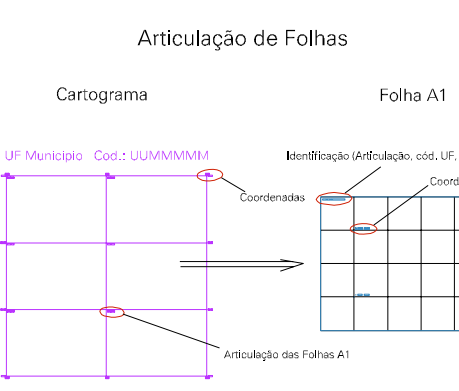 Articulação de Folhas
Cartograma
Folha A1
UF Municipio Cod.: UUMMMMM
Identificação (Articulação, cód. UF,
Coord
Coordenadas
Articulação das Folhas A1